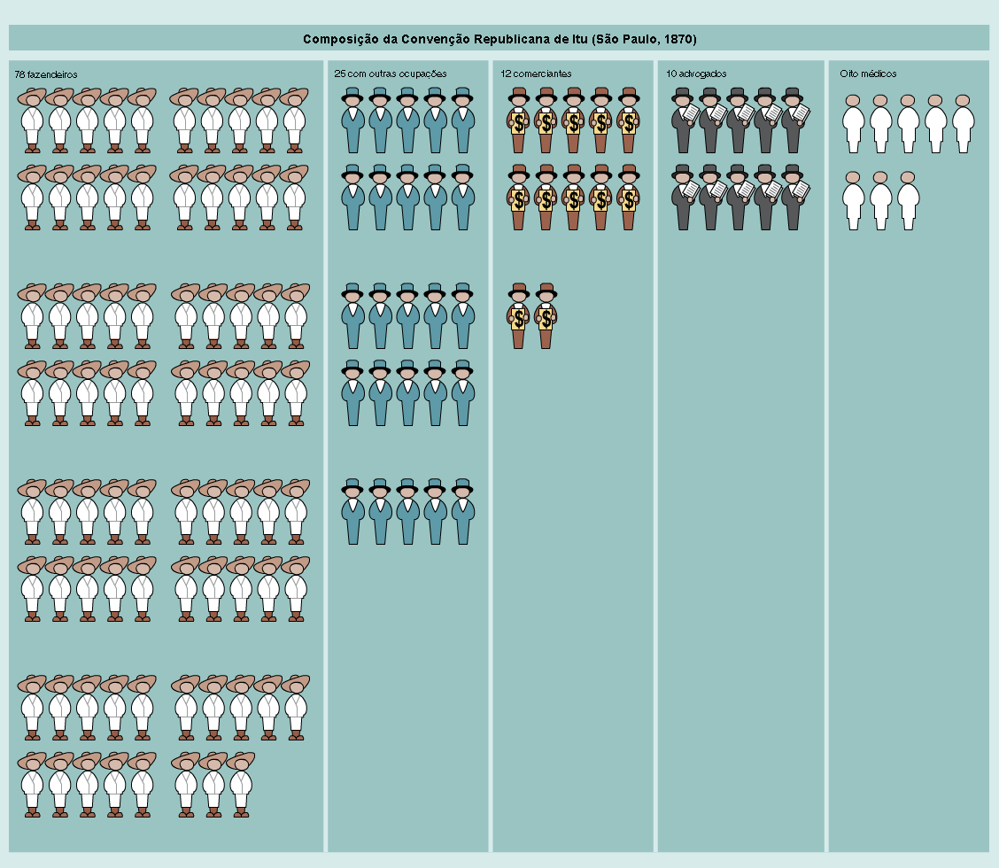 Composição da Convenção Republicana de Itu (São Paulo, 1870)
78 fazendeiros
25 com outras ocupações
12 comerciantes
10 advogados
Oito médicos
$ $ $ $ $
$ $ $ $ $
$ $